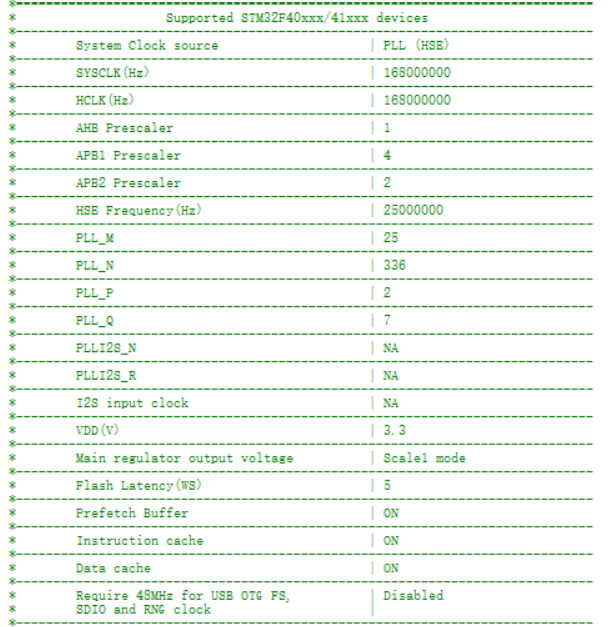 *-----------------------------------------------------------------------------
*        Supported STM32F40xxx/41xxx devices
*-----------------------------------------------------------------------------
*        System Clock source                    | PLL (HSE)
*-----------------------------------------------------------------------------
*        SYSCLK(Hz)                             | 168000000
*-----------------------------------------------------------------------------
*        HCLK(Hz)                               | 168000000
*-----------------------------------------------------------------------------
*        AHB Prescaler                          | 1
*-----------------------------------------------------------------------------
*        APB1 Prescaler                         | 4
*-----------------------------------------------------------------------------
*        APB2 Prescaler                         | 2
*-----------------------------------------------------------------------------
*        HSE Frequency(Hz)                      | 25000000
*-----------------------------------------------------------------------------
*        PLL_M                                  | 25
*-----------------------------------------------------------------------------
*        PLL_N                                  | 336
*-----------------------------------------------------------------------------
*        PLL_P                                  | 2
*-----------------------------------------------------------------------------
*        PLL_Q                                  | 7
*-----------------------------------------------------------------------------
*        PLLI2S_N                               | NA
*-----------------------------------------------------------------------------
*        PLLI2S_R                               | NA
*-----------------------------------------------------------------------------
*        I2S input clock                        | NA
*-----------------------------------------------------------------------------
*        VDD(V)                                 | 3.3
*-----------------------------------------------------------------------------
*        Main regulator output voltage          | Scale1 mode
*-----------------------------------------------------------------------------
*        Flash Latency(WS)                      | 5
*-----------------------------------------------------------------------------
*        Prefetch Buffer                        | ON
*-----------------------------------------------------------------------------
*        Instruction cache                      | ON
*-----------------------------------------------------------------------------
*        Data cache                             | ON
*-----------------------------------------------------------------------------
*        Require 48MHz for USB OTG FS,          | Disabled
*        SDIO and RNG clock                     |
*-----------------------------------------------------------------------------